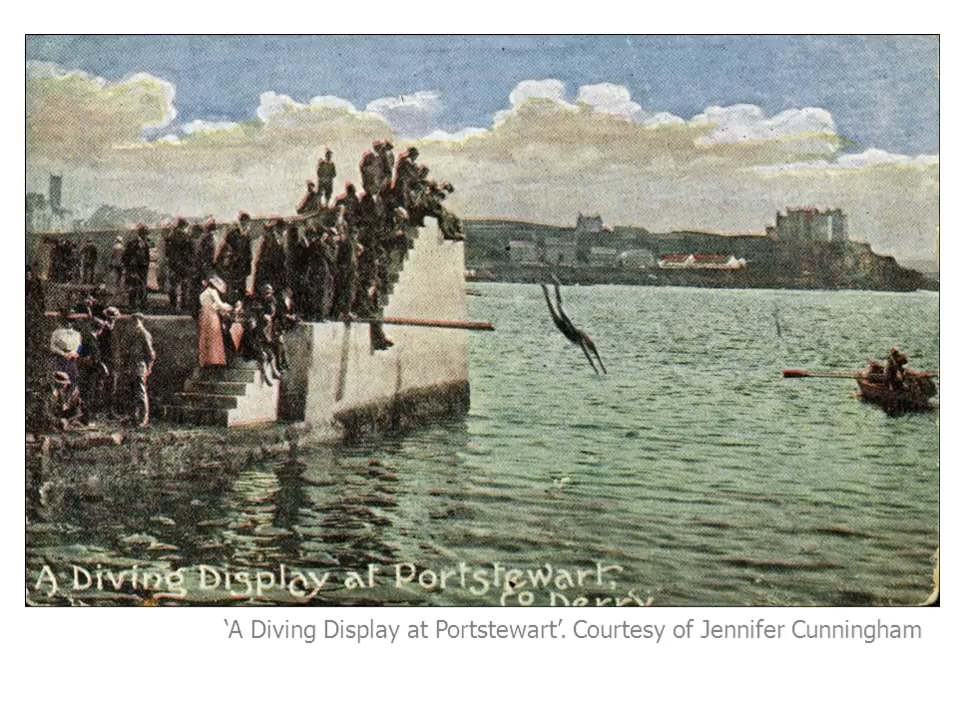 A Diving Display at Portstewart,
Co Derry
‘A Diving Display at Portstewart’. Courtesy of Jennifer Cunningham